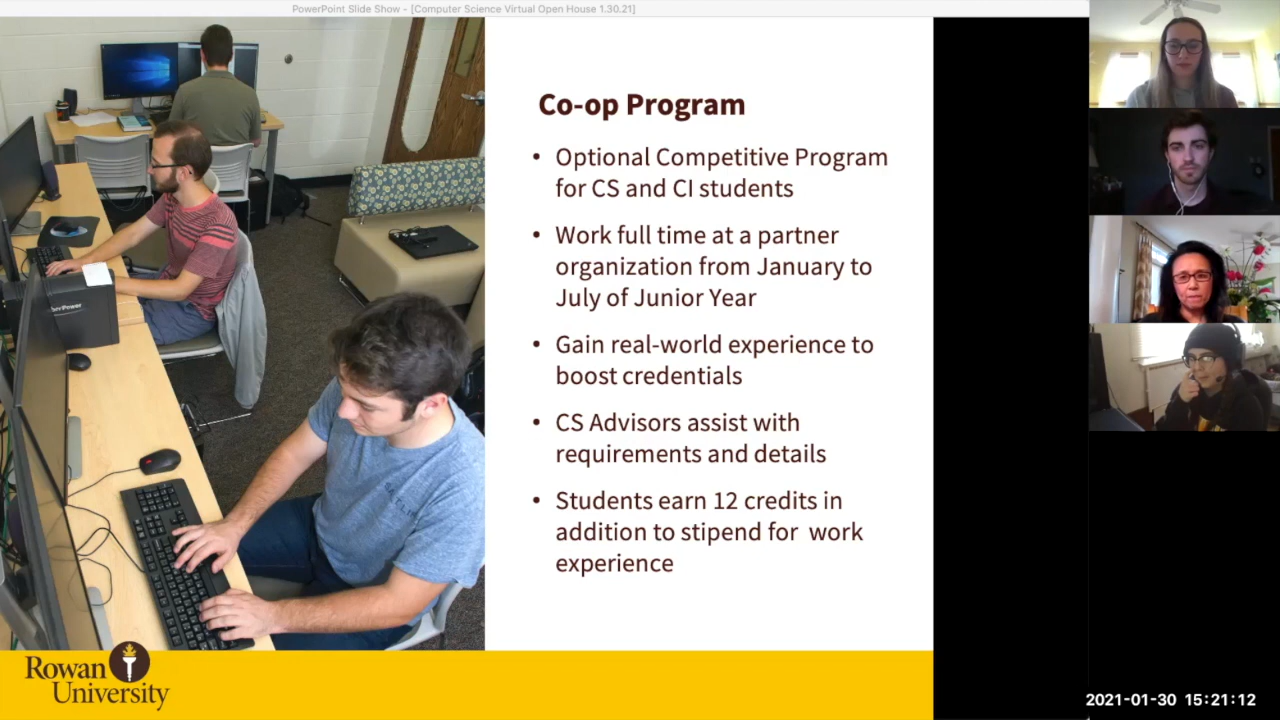 PowerPoint Slide Show - [Computer Science Virtual Open House 1.30.21]
Co-op Program
• Optional Competitive Program
for CS and CI students
• Work full time at a partner
organization from January to
July of Junior Year
• Gain real-world experience to
boost credentials
• CS Advisors assist with
requirements and details
• Students earn 12 credits in
addition to stipend for work
experience
Rowan
University
2021-01-30 15:21:12